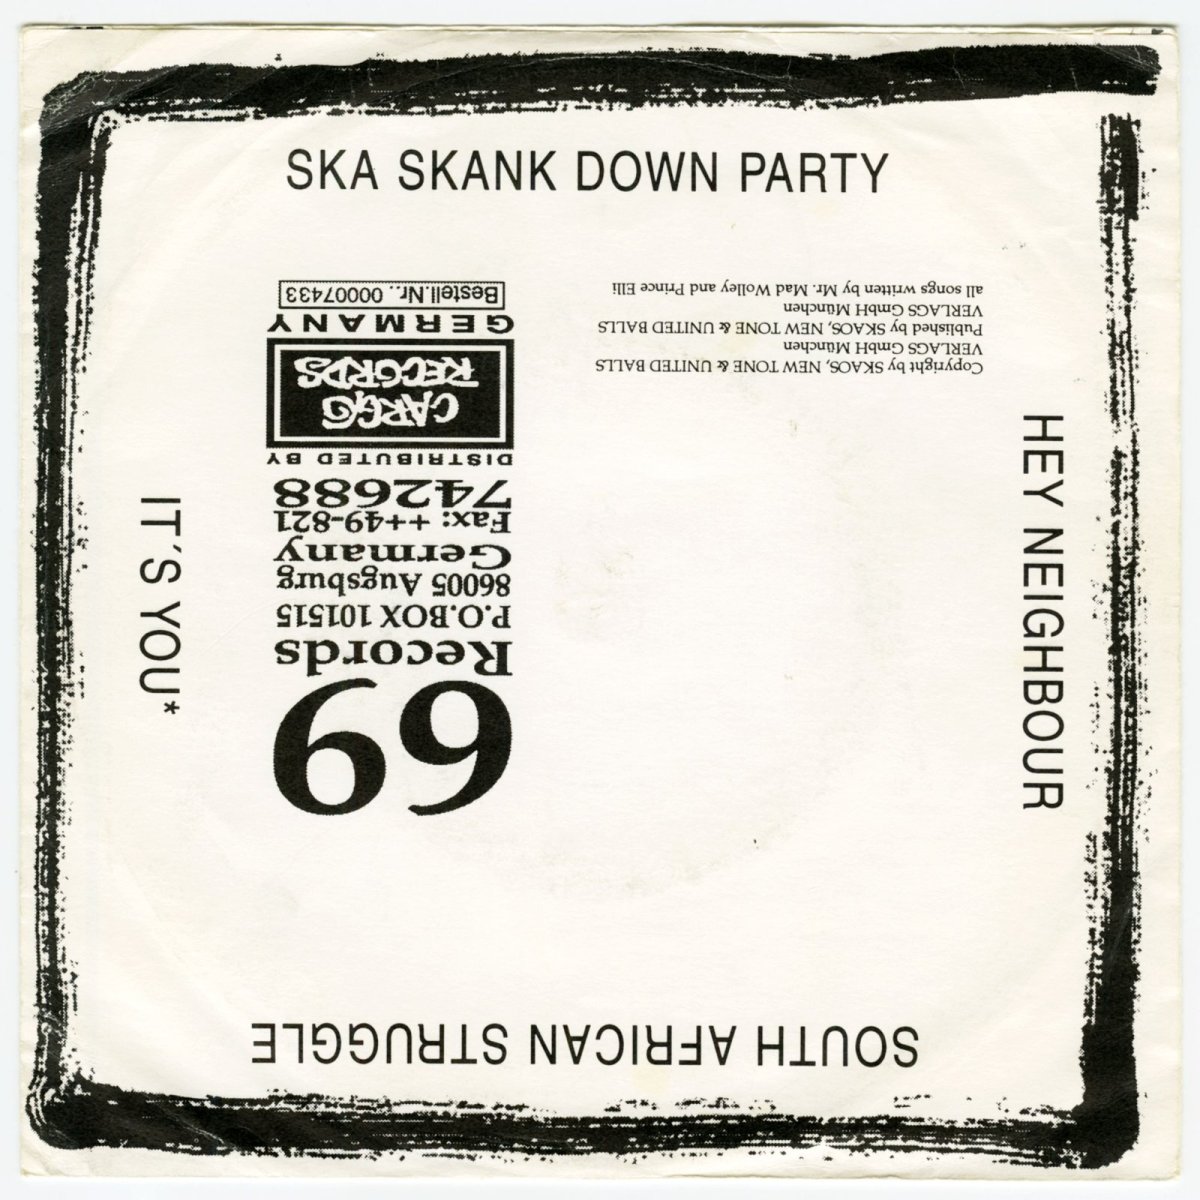 SKA SKANK DOWN PARTY
HEY NEIGHBOUR
SOUTH AFRICAN STRUGGLE
IT´S YOU*
Copyright by SKAOS, NEW TONE & UNITED BALLS
VERLAGS GmbH München
Published by SKAOS, NEW TONE & UNITED BALLS
VERLAGS GmbH München
all songs written by Mr. Mad Wolley and Prince Elli
69
Records
P.O.BOX 101515
86005 Augsburg
Germany
Fax: ++49-821
742688
DISTRIBUTED BY
CARGO
RECORDS
GERMANY
Bestell.Nr.. 00007433